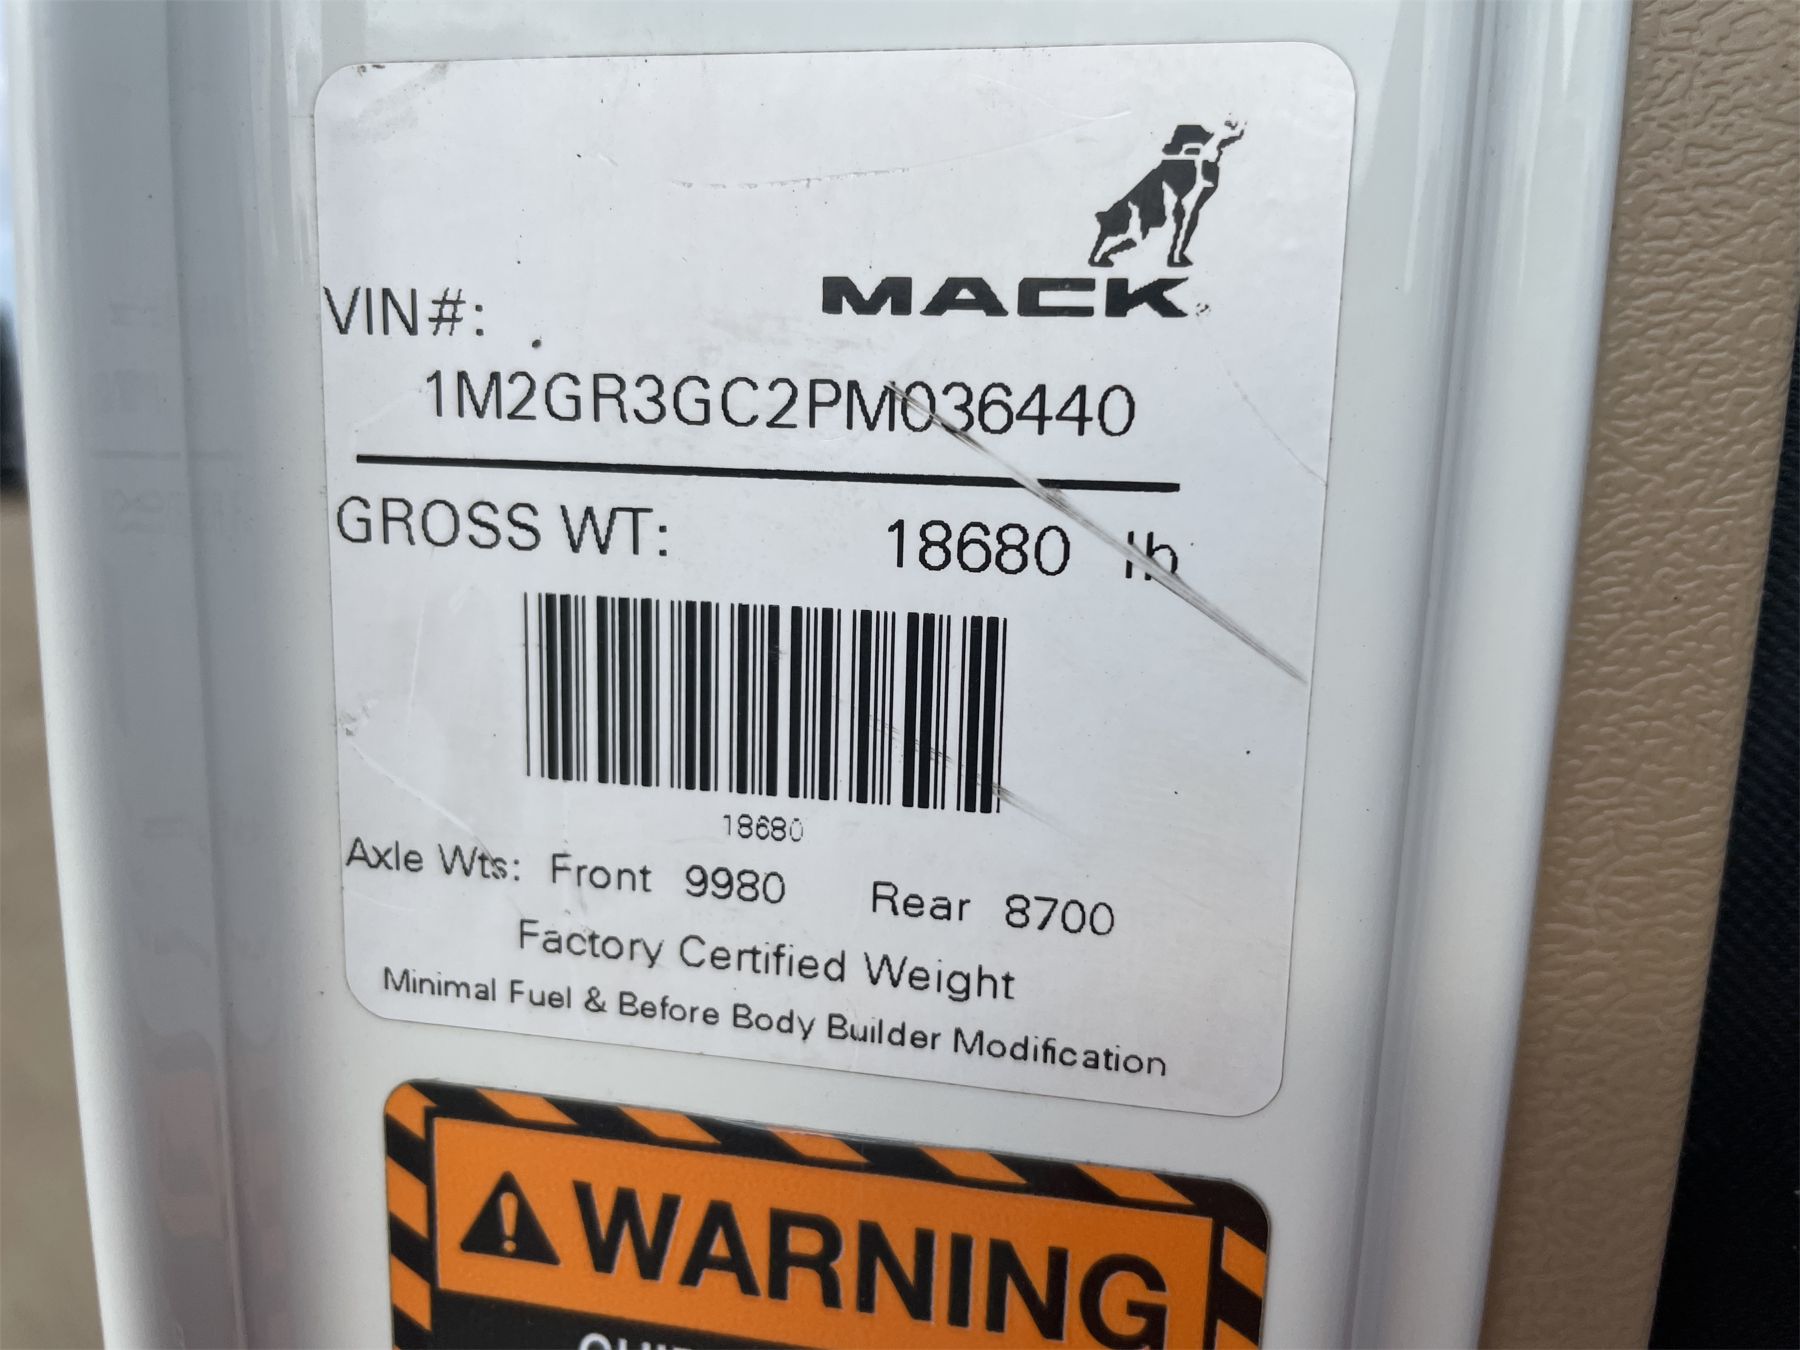 MACK
VIN#:
1M2GR3GC2PM036440
GROSS WT: 18680 lb
18680
Axle Wts: Front 9980 Rear 8700
Factory Certified Weight
Minimal Fuel & Before Body Builder Modification
WARNING